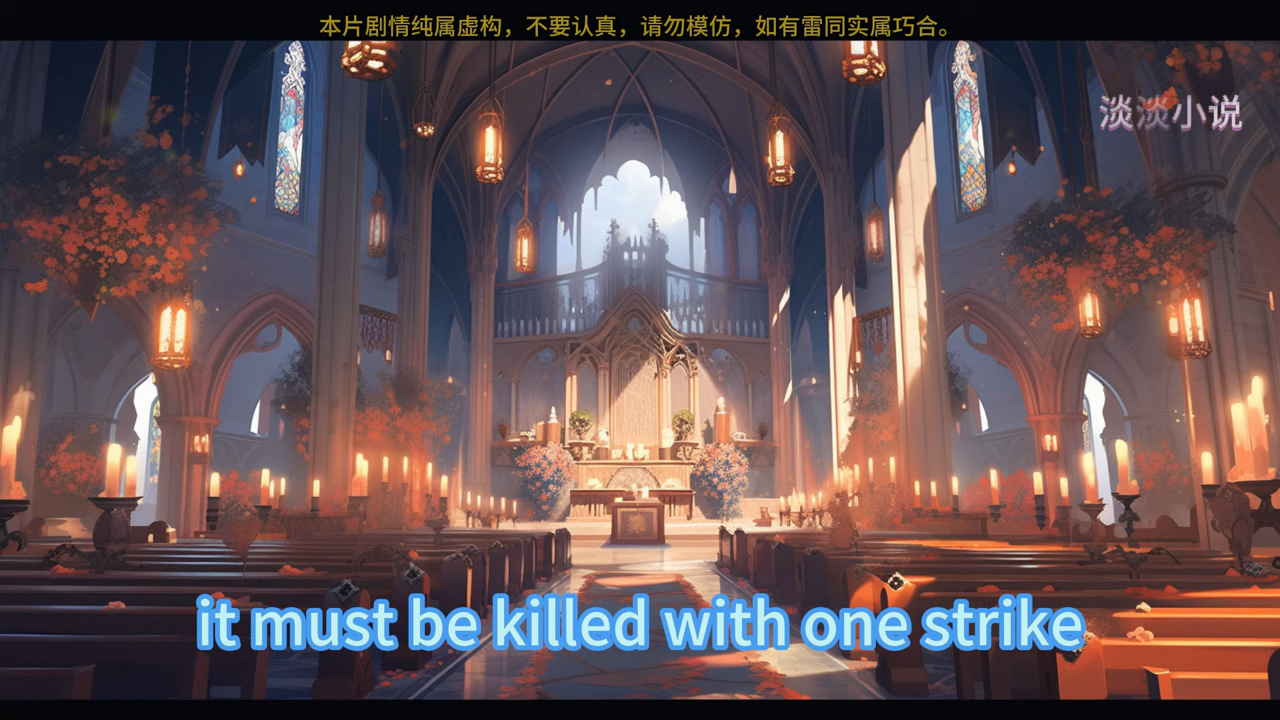 本片剧情纯属虚构，不要认真，请勿模仿，如有雷同实属巧合。
淡淡小说
it must be killed with one strike